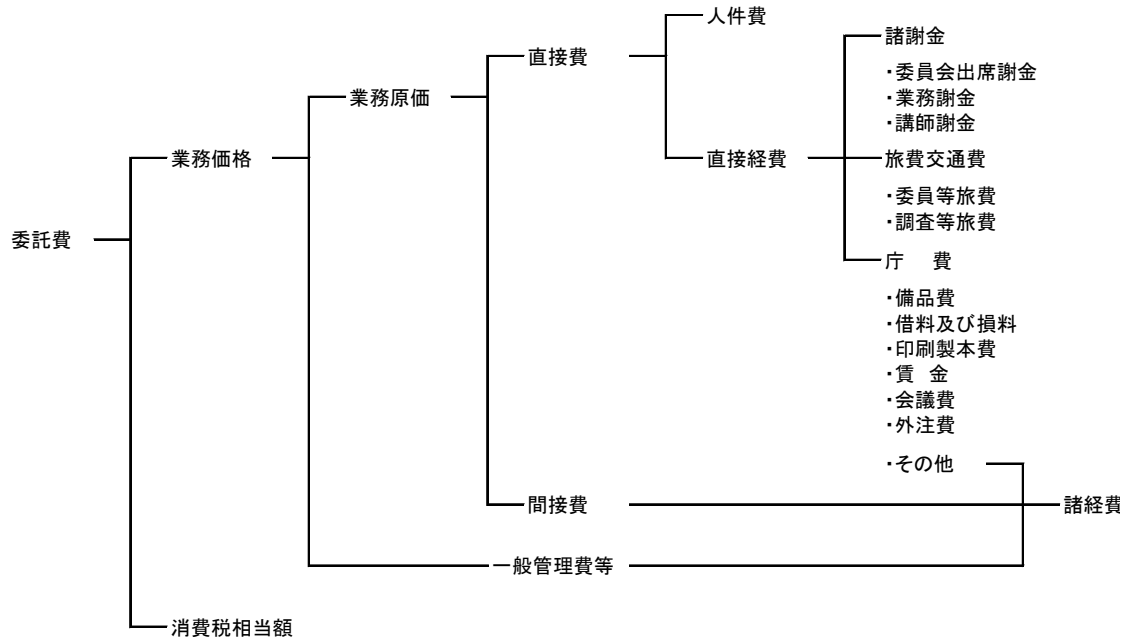 人件費
諸謝金
直接費
・委員会出席謝金
・業務謝金
業務原価
・講師謝金
業務価格
直接経費
旅費交通費
・委員等旅費
・調査等旅費
委託費
庁 費
・備品費
・借料及び損料
・印刷製本費
・賃 金
・会議費
・外注費
・その他
間接費
諸経費
一般管理費等
消費税相当額